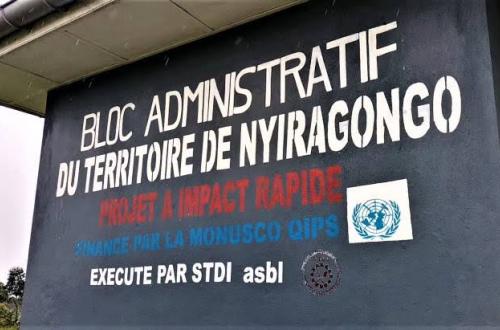 BLOC ADMINISTRATIF
DU TERRITOIRE DE NYIRAGONGO
PROJET A IMPACT RAPIDE
FINANCE PAR LA MONUSCO QIPS
EXECUTE PAR STDI asbl